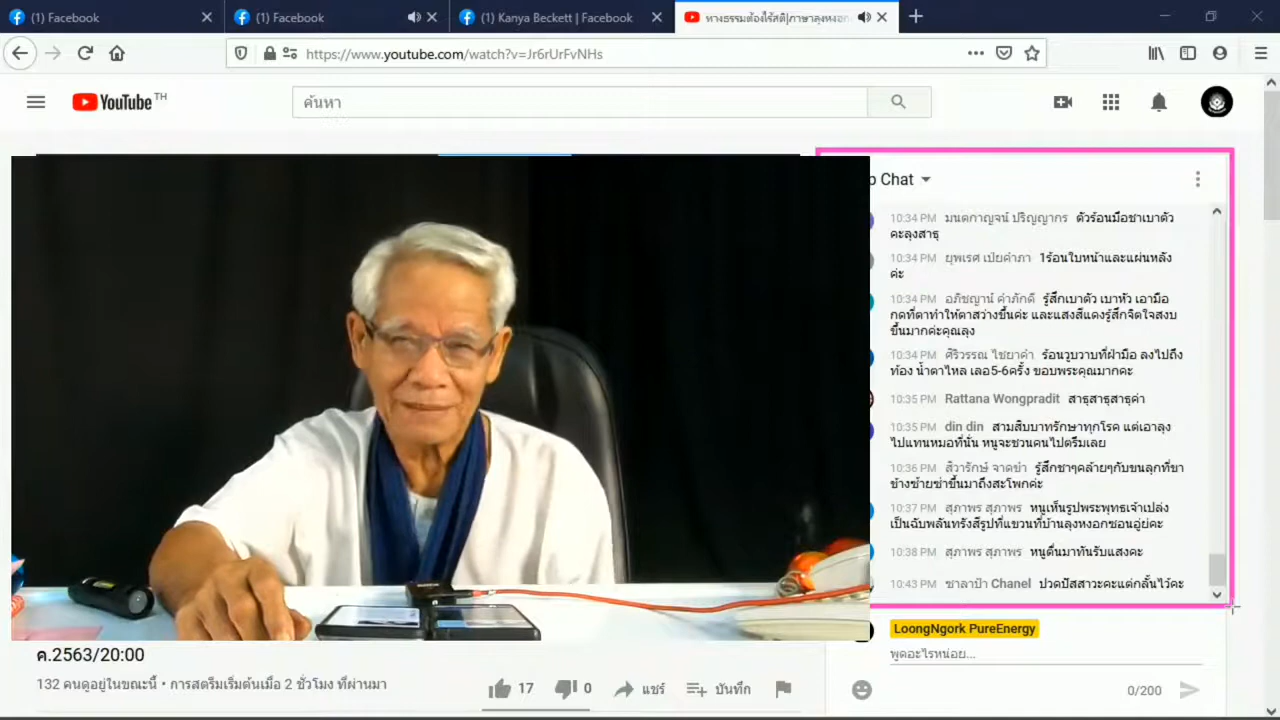 (1) Facebook
(1) Facebook
(1) Kanya Beckett | Facebook
ทางธรรมต้องไร้สติ|ภาษาลุงหงอก
https://www.youtube.com/watch?v=Jr6rUrFvNHs
YouTube TH
ค้นหา
p Chat
10:34 PM มนตกาญจน์ ปริญญากร ตัวร้อนมือชาเบาตัว
คะลุงสาธุ
10:34 PM ยุพเรศ เปี่ยคำภา 1ร้อนใบหน้าและแผ่นหลัง
ค่ะ
10:34 PM อภิชญาน์ คำภักดี รู้สึกเบาตัว เบาหัว เอามือ
กดที่ตาทำให้ตาสว่างขึ้นค่ะ และแสงสีแดงรู้สึกจิตใจสงบ
ขึ้นมากค่ะคุณลุง
10:34 PM ศิริวรรณ ไชยาคำ ร้อนวูบวาบที่ฝ่ามือ ลงไปถึง
ท้อง น้ำตาไหล เลอ5-6ครั้ง ขอบพระคุณมากคะ
10:35 PM Rattana Wongpradit สาธุสาธุสาธุค่า
10:35 PM din din สามสิบบาทรักษาทุกโรค แต่เอาลุง
ไปแทนหมอที่นั่น หนูจะชวนคนไปตรึมเลย
10:36 PM สิวารักษ์ จาดขำ รู้สึกชาๆคล้ายๆกับขนลุกที่ขา
ข้างซ้ายซ่าขึ้นมาถึงสะโพกค่ะ
10:37 PM สุภาพร สุภาพร หนูเห็นรูปพระพุทธเจ้าเปล่ง
เป็นฉับพลันทรังสีรูปที่แขวนที่บ้านลุงหงอกซอนอู่ย่คะ
10:38 PM สุภาพร สุภาพร หนูตื่นมาทันรับแสงคะ
10:43 PM ซาลาเปา Chanel ปวดปัสสาวะคะแต่กลั้นไว้คะ
LoongNgork PureEnergy
พูดอะไรหน่อย...
0/200
ค.2563/20:00
132 คนดูอยู่ในขณะนี้ • การสตรีมเริ่มต้นเมื่อ 2 ชั่วโมง ที่ผ่านมา
17
0
แชร์
บันทึก